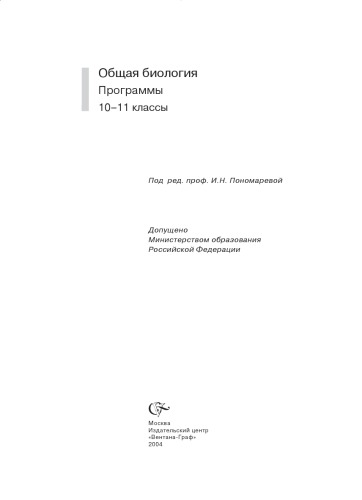 Общая биология
Программы
10–11 классы
Под ред. проф. И.Н. Пономаревой
Допущено
Министерством образования
Российской Федерации
Москва
Издательский центр
«Вентана-Граф»
2004